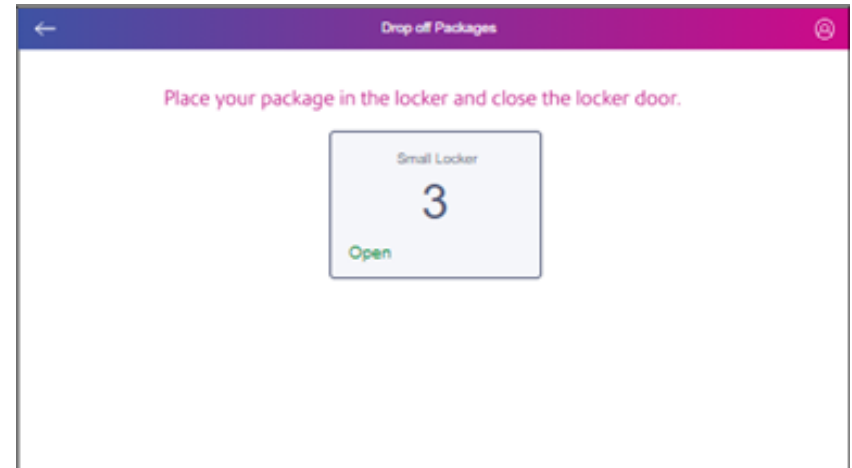 Drop off Packages
Place your package in the locker and close the locker door.
Small Locker
3
Open